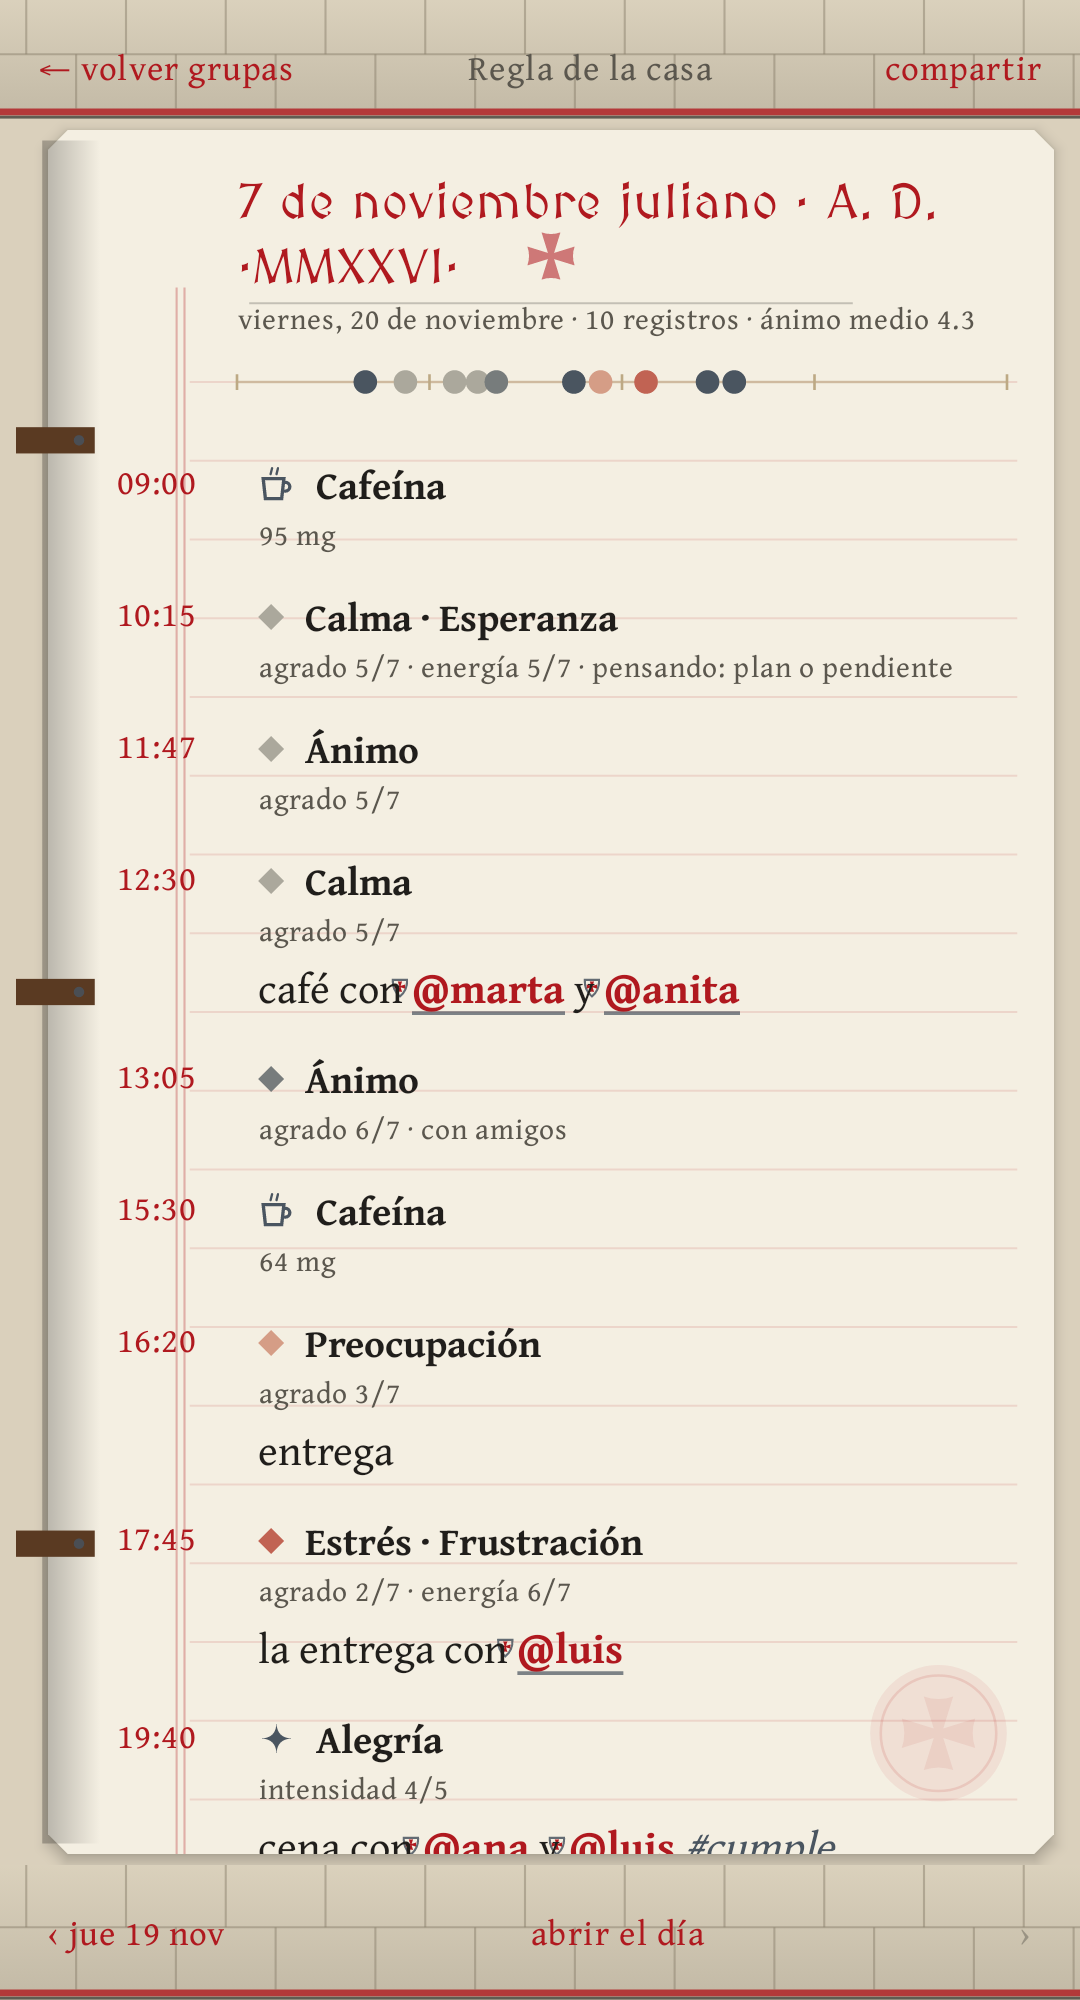 ← volver grupas
Regla de la casa
compartir
7 de noviembre juliano · A. D.
·MMXXVI·
viernes, 20 de noviembre · 10 registros · ánimo medio 4.3
09:00 Cafeína
95 mg
10:15 Calma · Esperanza
agrado 5/7 · energía 5/7 · pensando: plan o pendiente
11:47 Ánimo
agrado 5/7
12:30 Calma
agrado 5/7
café con @marta y @anita
13:05 Ánimo
agrado 6/7 · con amigos
15:30 Cafeína
64 mg
16:20 Preocupación
agrado 3/7
entrega
17:45 Estrés · Frustración
agrado 2/7 · energía 6/7
la entrega con @luis
19:40 Alegría
intensidad 4/5
cena con @ana y @luis #cumple
‹ jue 19 nov
abrir el día
›